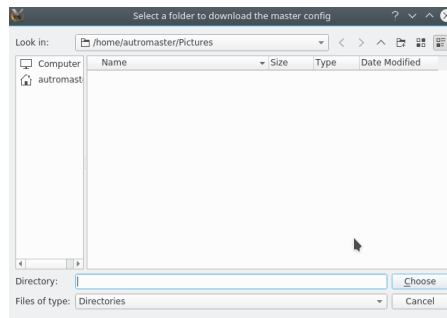 Select a folder to download the master config
Look in: /home/automaster/Pictures
Computer
automast
Name Size Type Date Modified
Directory:
Choose
Files of type: Directories
Cancel